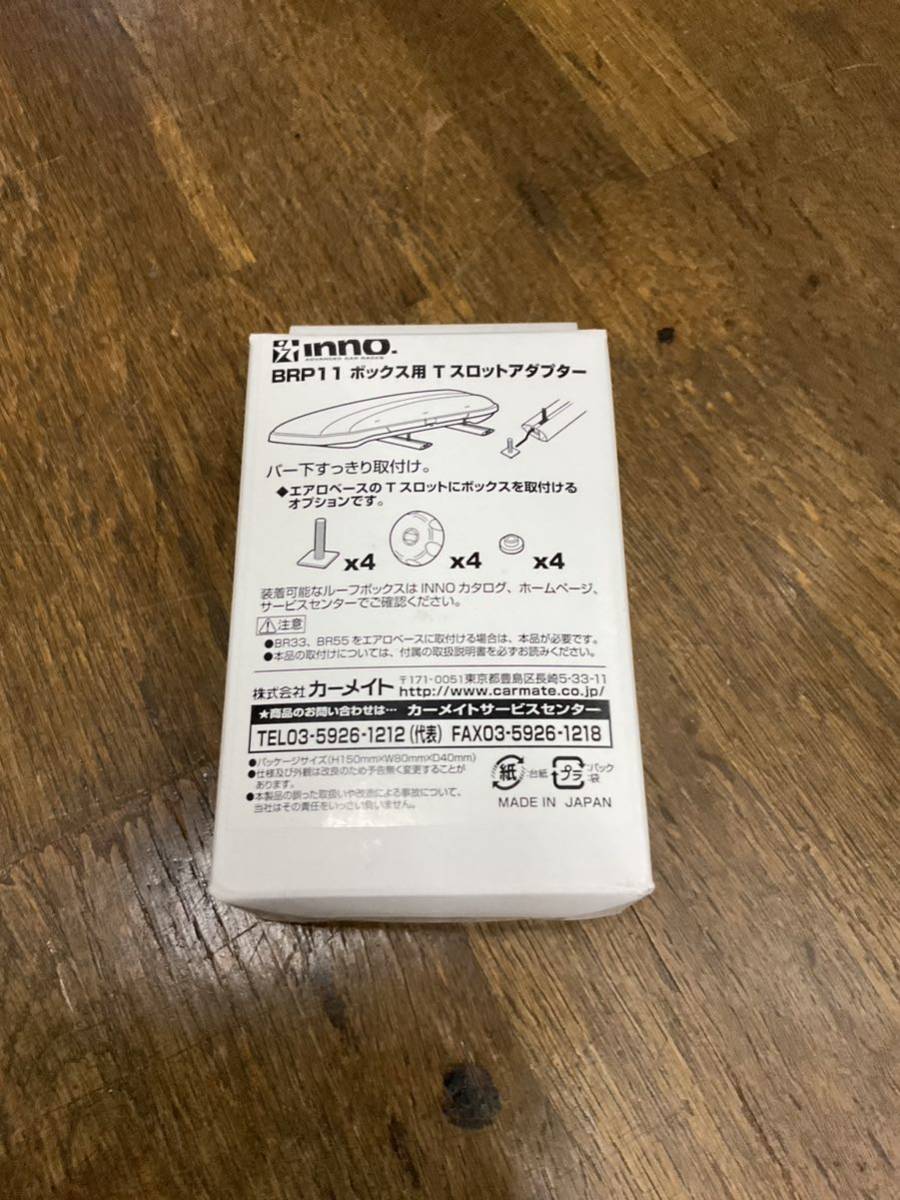 inno.
ADVANCED CAR RACKS
BRP11 ボックス用 Tスロットアダプター
バー下すっきり取付け。
◆エアロベースのTスロットにボックスを取付ける
オプションです。
x4 x4 x4
装着可能なルーフボックスはINNOカタログ、ホームページ、
サービスセンターでご確認ください。
注意
●BR33、BR55をエアロベースに取付ける場合は、本品が必要です。
●本品の取付けについては、付属の取扱説明書を必ずお読みください。
株式会社 カーメイト 〒171-0051東京都豊島区長崎5-33-11
http://www.carmate.co.jp/
★商品のお問い合わせは… カーメイトサービスセンター
TEL03-5926-1212(代表) FAX03-5926-1218
●パッケージサイズ(H150mm×W80mm×D40mm)
●仕様及び外観は改良のため予告無く変更することが
あります。
●本製品の誤った取扱いや改造による事故について、
当社はその責任をいっさい負いません。
紙 :台紙 プラ :パック
:袋
MADE IN JAPAN